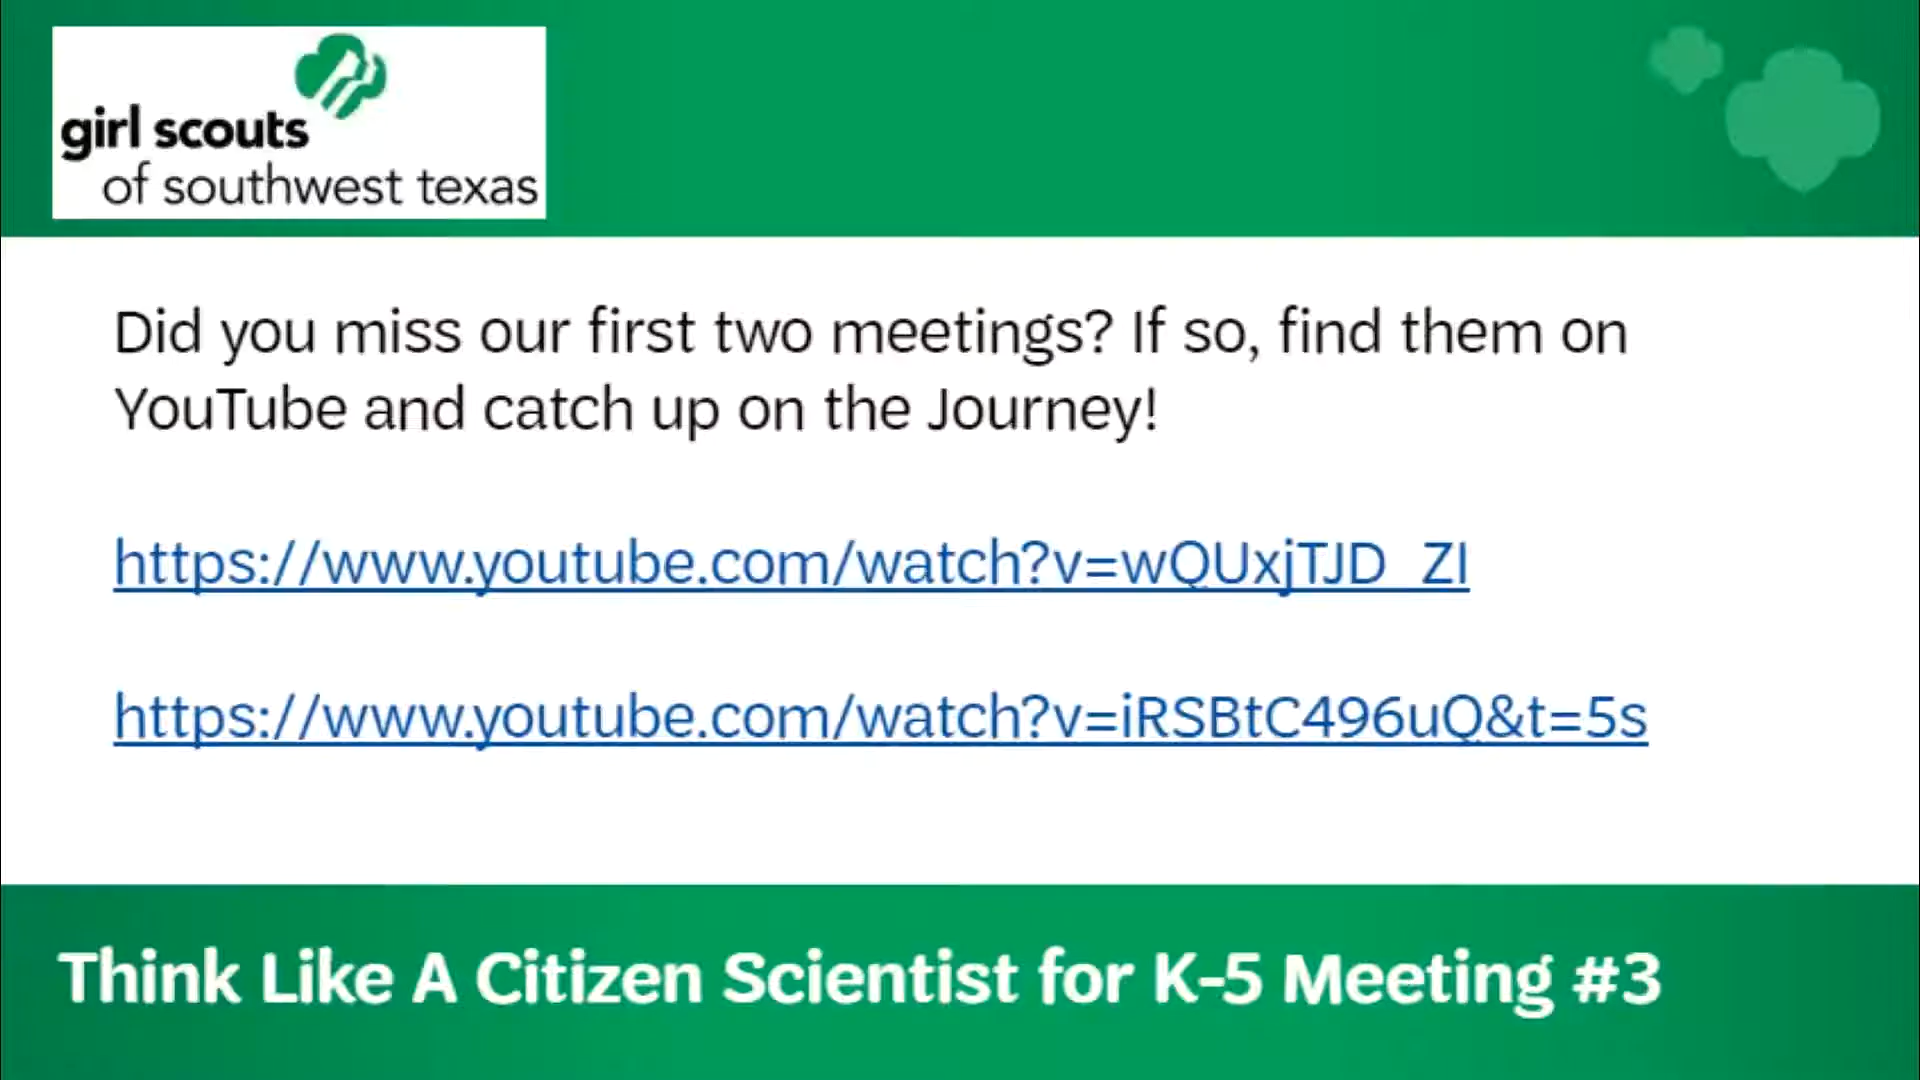 girl scouts
of southwest texas
Did you miss our first two meetings? If so, find them on
YouTube and catch up on the Journey!
https://www.youtube.com/watch?v=wQUxjTJD_ZI
https://www.youtube.com/watch?v=iRSBtC496uQ&t=5s
Think Like A Citizen Scientist for K-5 Meeting #3